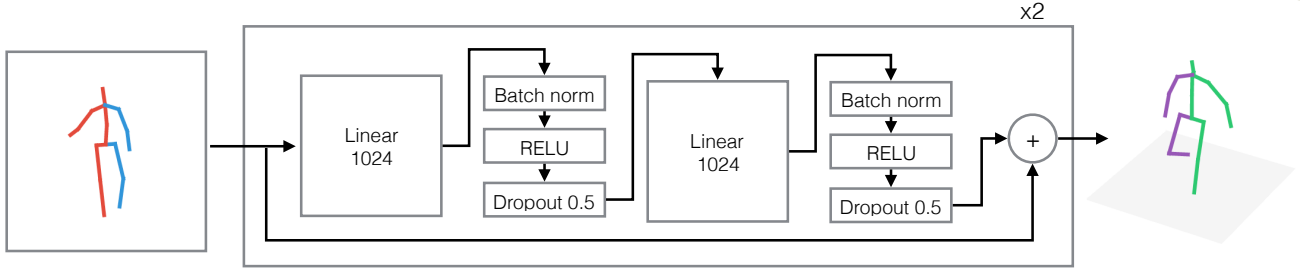 x2
Linear
1024
Batch norm
RELU
Dropout 0.5
Linear
1024
Batch norm
RELU
Dropout 0.5
+